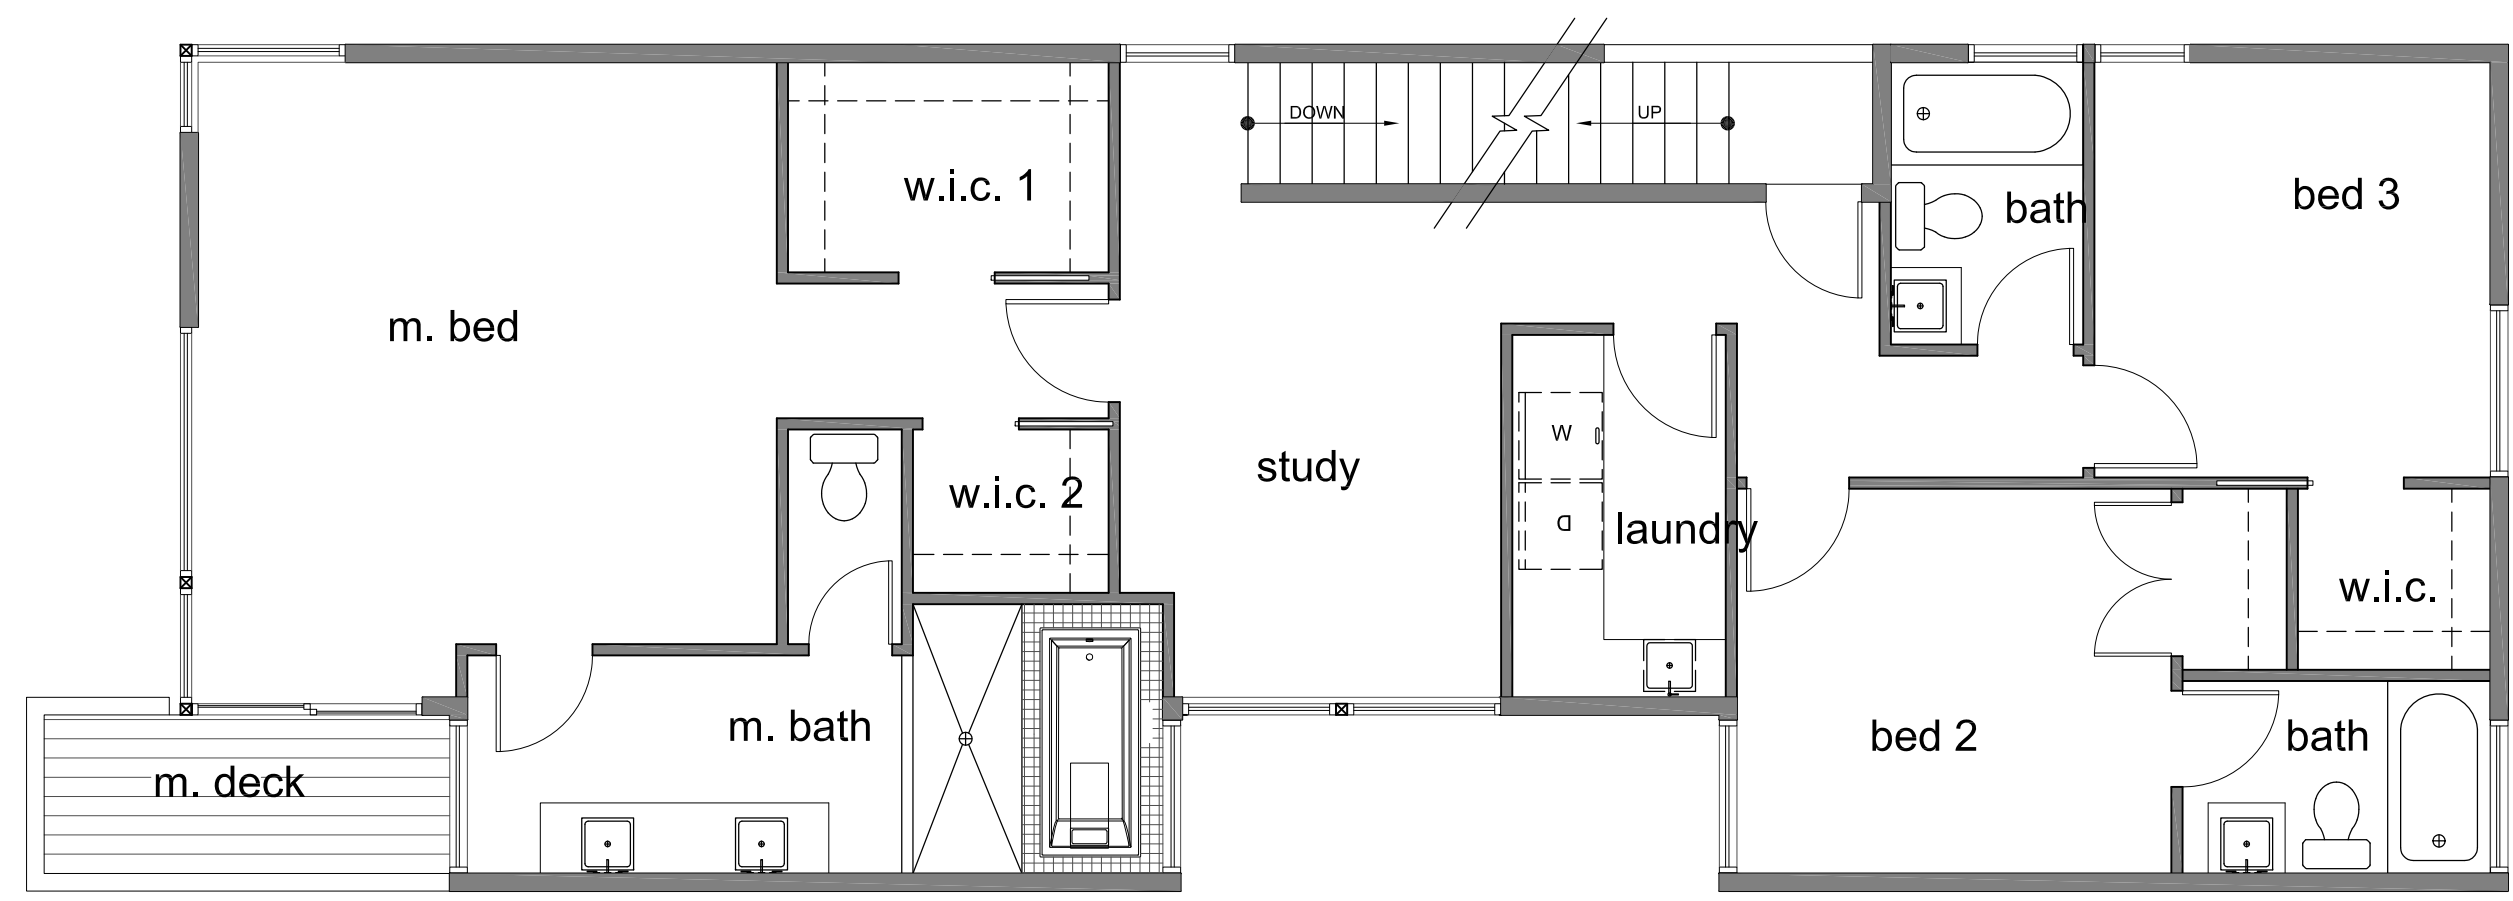 DOWN
UP
w.i.c. 1
bath
bed 3
m. bed
W
study
w.i.c. 2
D
laundry
w.i.c.
m. bath
bed 2
bath
m. deck